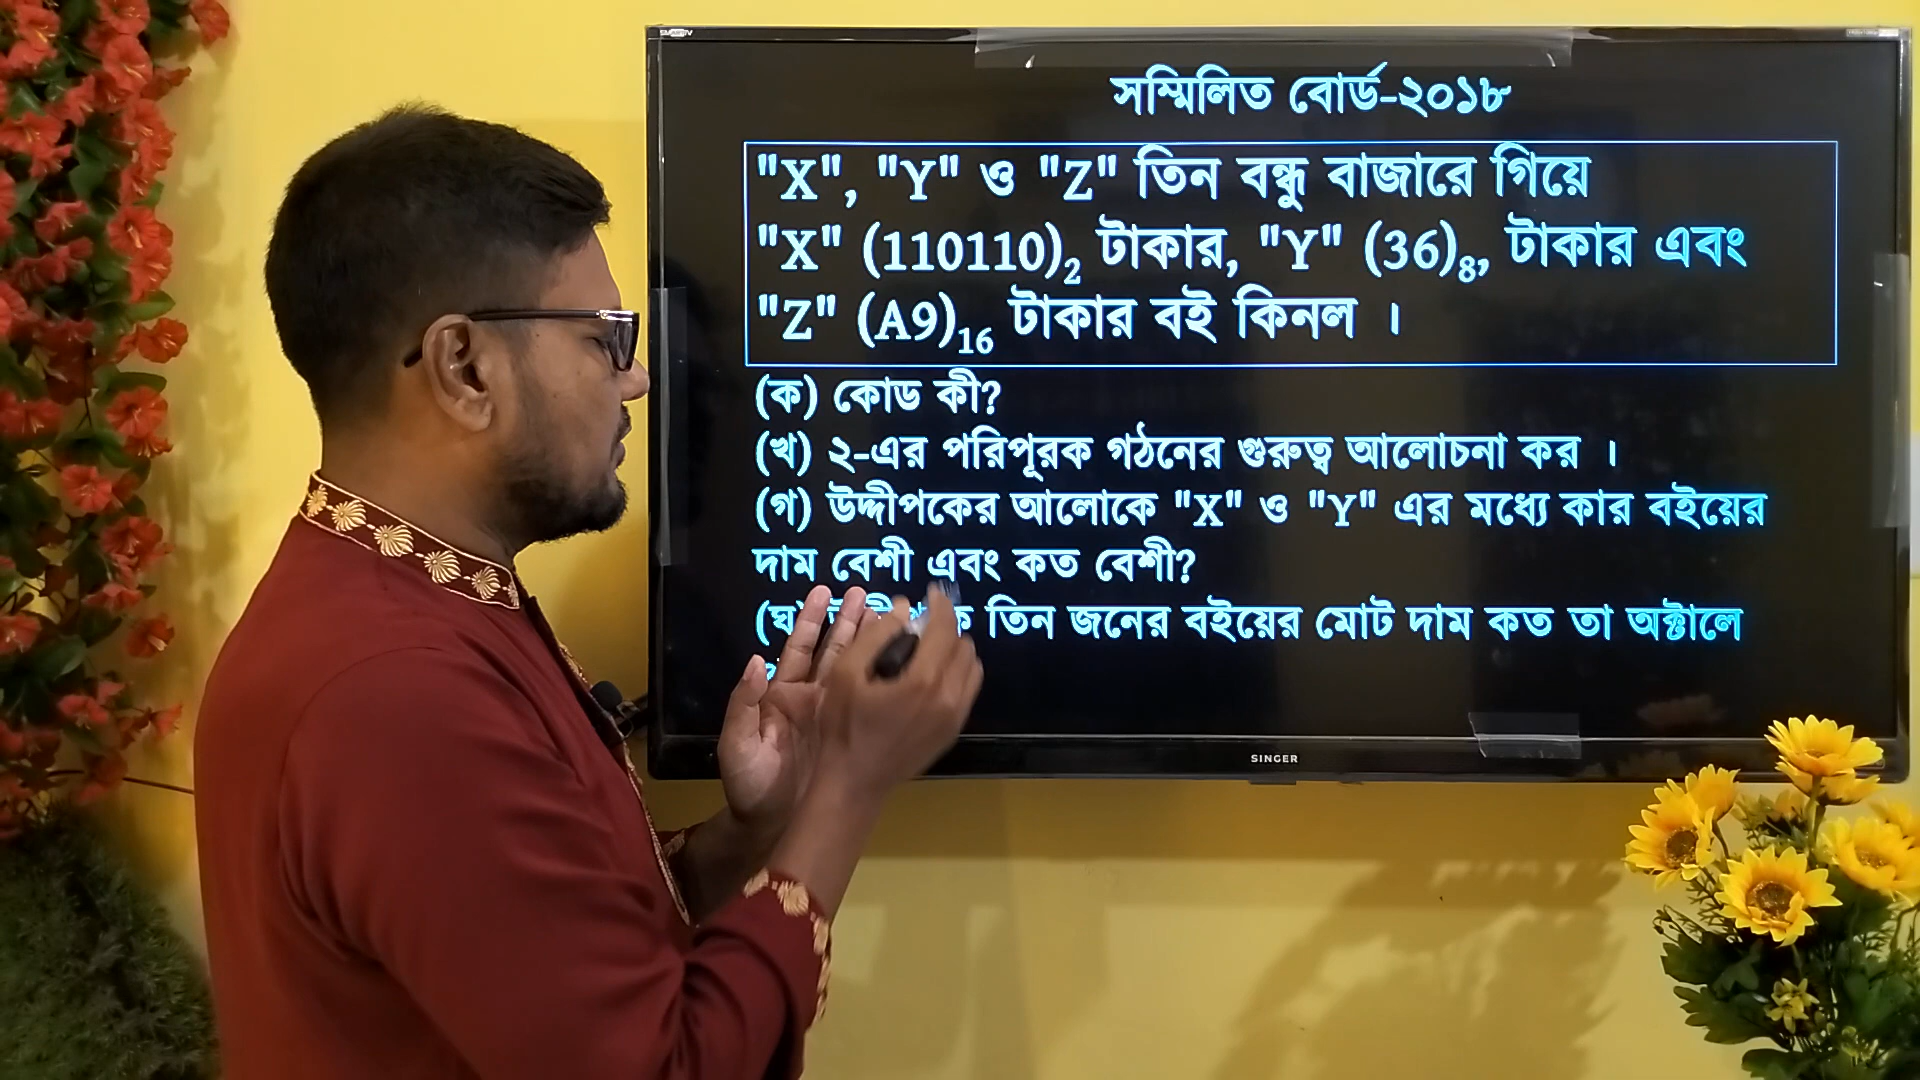 সম্মিলিত বোর্ড-২০১৮
"X", "Y" ও "Z" তিন বন্ধু বাজারে গিয়ে
"X" (110110)₂ টাকার, "Y" (36)₈, টাকার এবং
"Z" (A9)₁₆ টাকার বই কিনল ।
(ক) কোড কী?
(খ) ২-এর পরিপূরক গঠনের গুরুত্ব আলোচনা কর ।
(গ) উদ্দীপকের আলোকে "X" ও "Y" এর মধ্যে কার বইয়ের
দাম বেশী এবং কত বেশী?
(ঘ) তিন জনের বইয়ের মোট দাম কত তা অক্টালে
SINGER